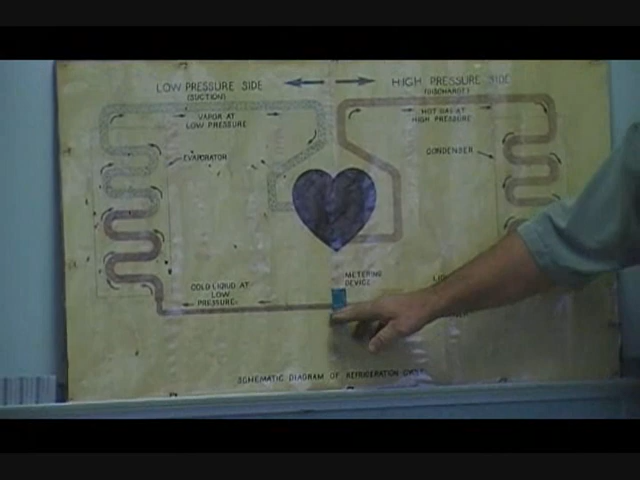 LOW PRESSURE SIDE
(SUCTION)
HIGH PRESSURE SIDE
(DISCHARGE)
VAPOR AT
LOW PRESSURE
HOT GAS AT
HIGH PRESSURE
EVAPORATOR
CONDENSER
METERING
DEVICE
COLD LIQUID AT
LOW
PRESSURE
SCHEMATIC DIAGRAM OF REFRIGERATION CYCLE